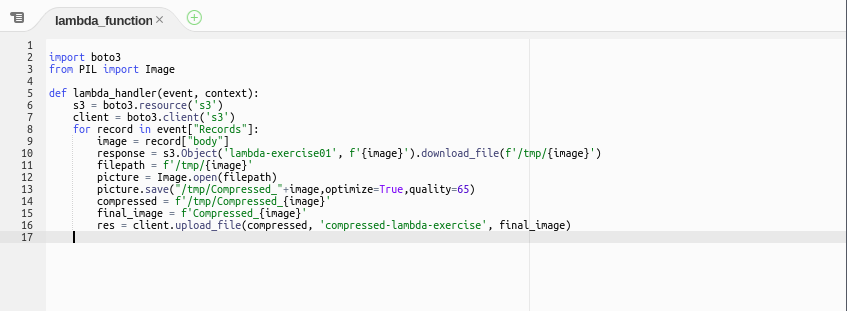 lambda_function ×
1
2 import boto3
3 from PIL import Image
4
5 def lambda_handler(event, context):
6     s3 = boto3.resource('s3')
7     client = boto3.client('s3')
8     for record in event["Records"]:
9         image = record["body"]
10         response = s3.Object('lambda-exercise01', f'{image}').download_file(f'/tmp/{image}')
11         filepath = f'/tmp/{image}'
12         picture = Image.open(filepath)
13         picture.save("/tmp/Compressed_"+image,optimize=True,quality=65)
14         compressed = f'/tmp/Compressed_{image}'
15         final_image = f'Compressed_{image}'
16         res = client.upload_file(compressed, 'compressed-lambda-exercise', final_image)
17